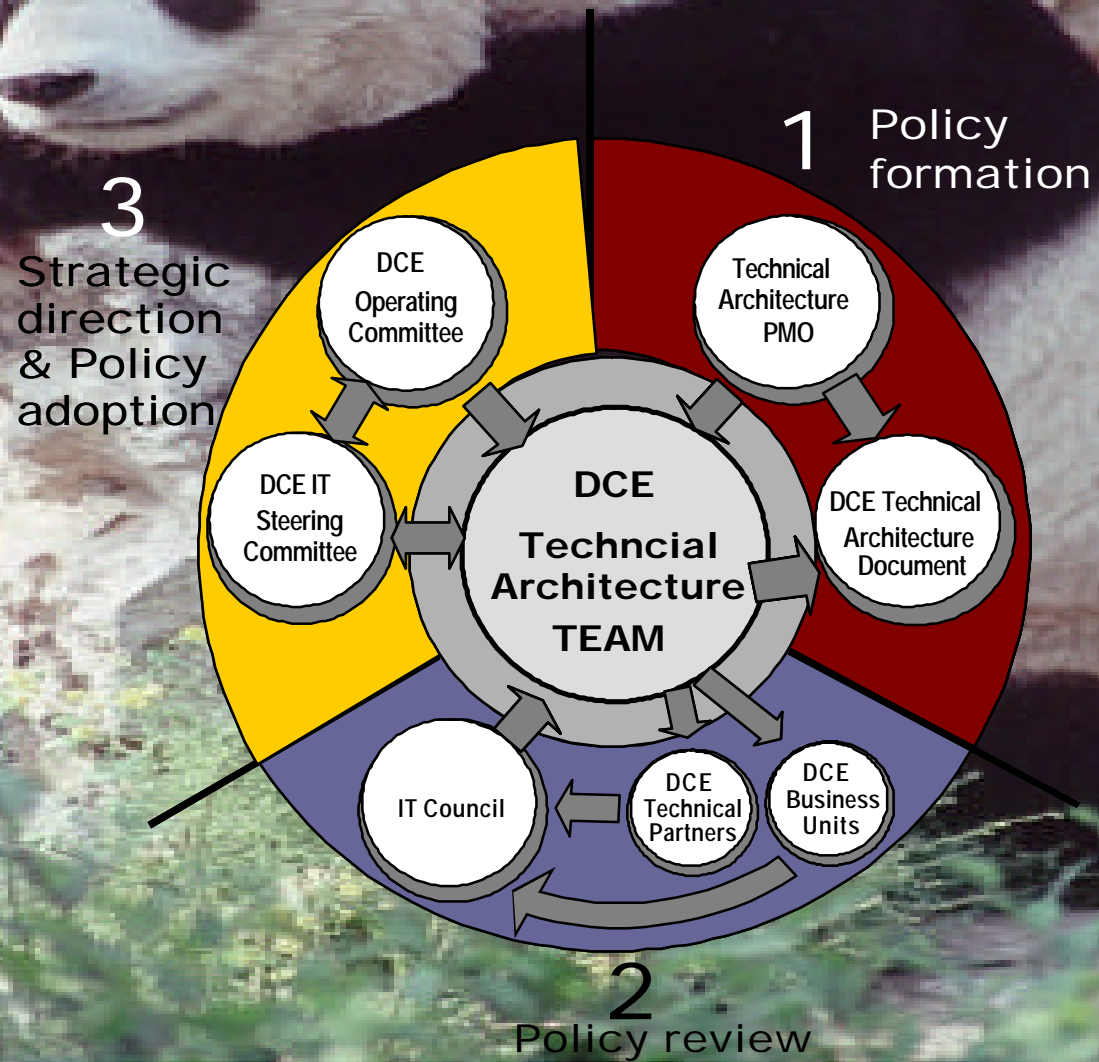 1
Policy
formation
3
Strategic
direction
& Policy
adoption
DCE
Operating
Committee
Technical
Architecture
PMO
DCE IT
Steering
Committee
DCE
Techncial
Architecture
TEAM
DCE Technical
Architecture
Document
IT Council
DCE
Technical
Partners
DCE
Business
Units
2
Policy review